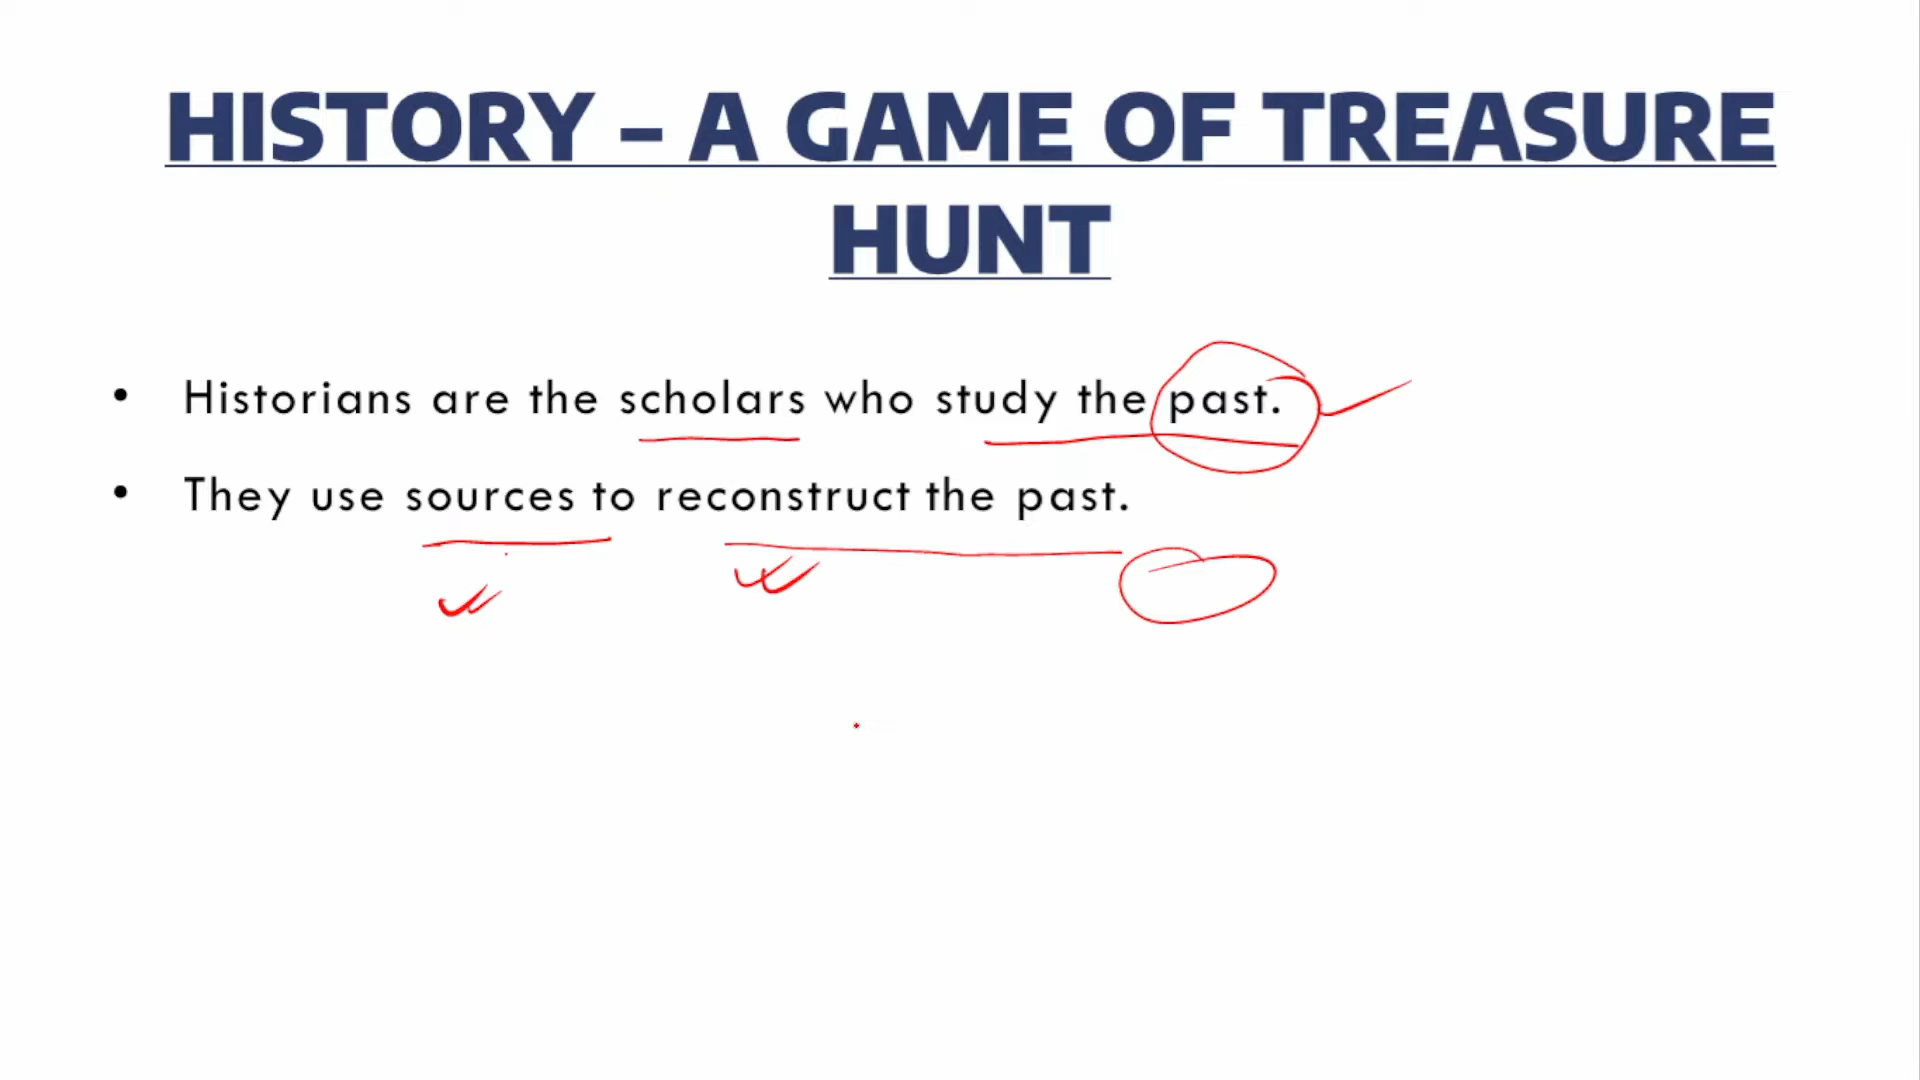 HISTORY – A GAME OF TREASURE
HUNT
• Historians are the scholars who study the past.
• They use sources to reconstruct the past.